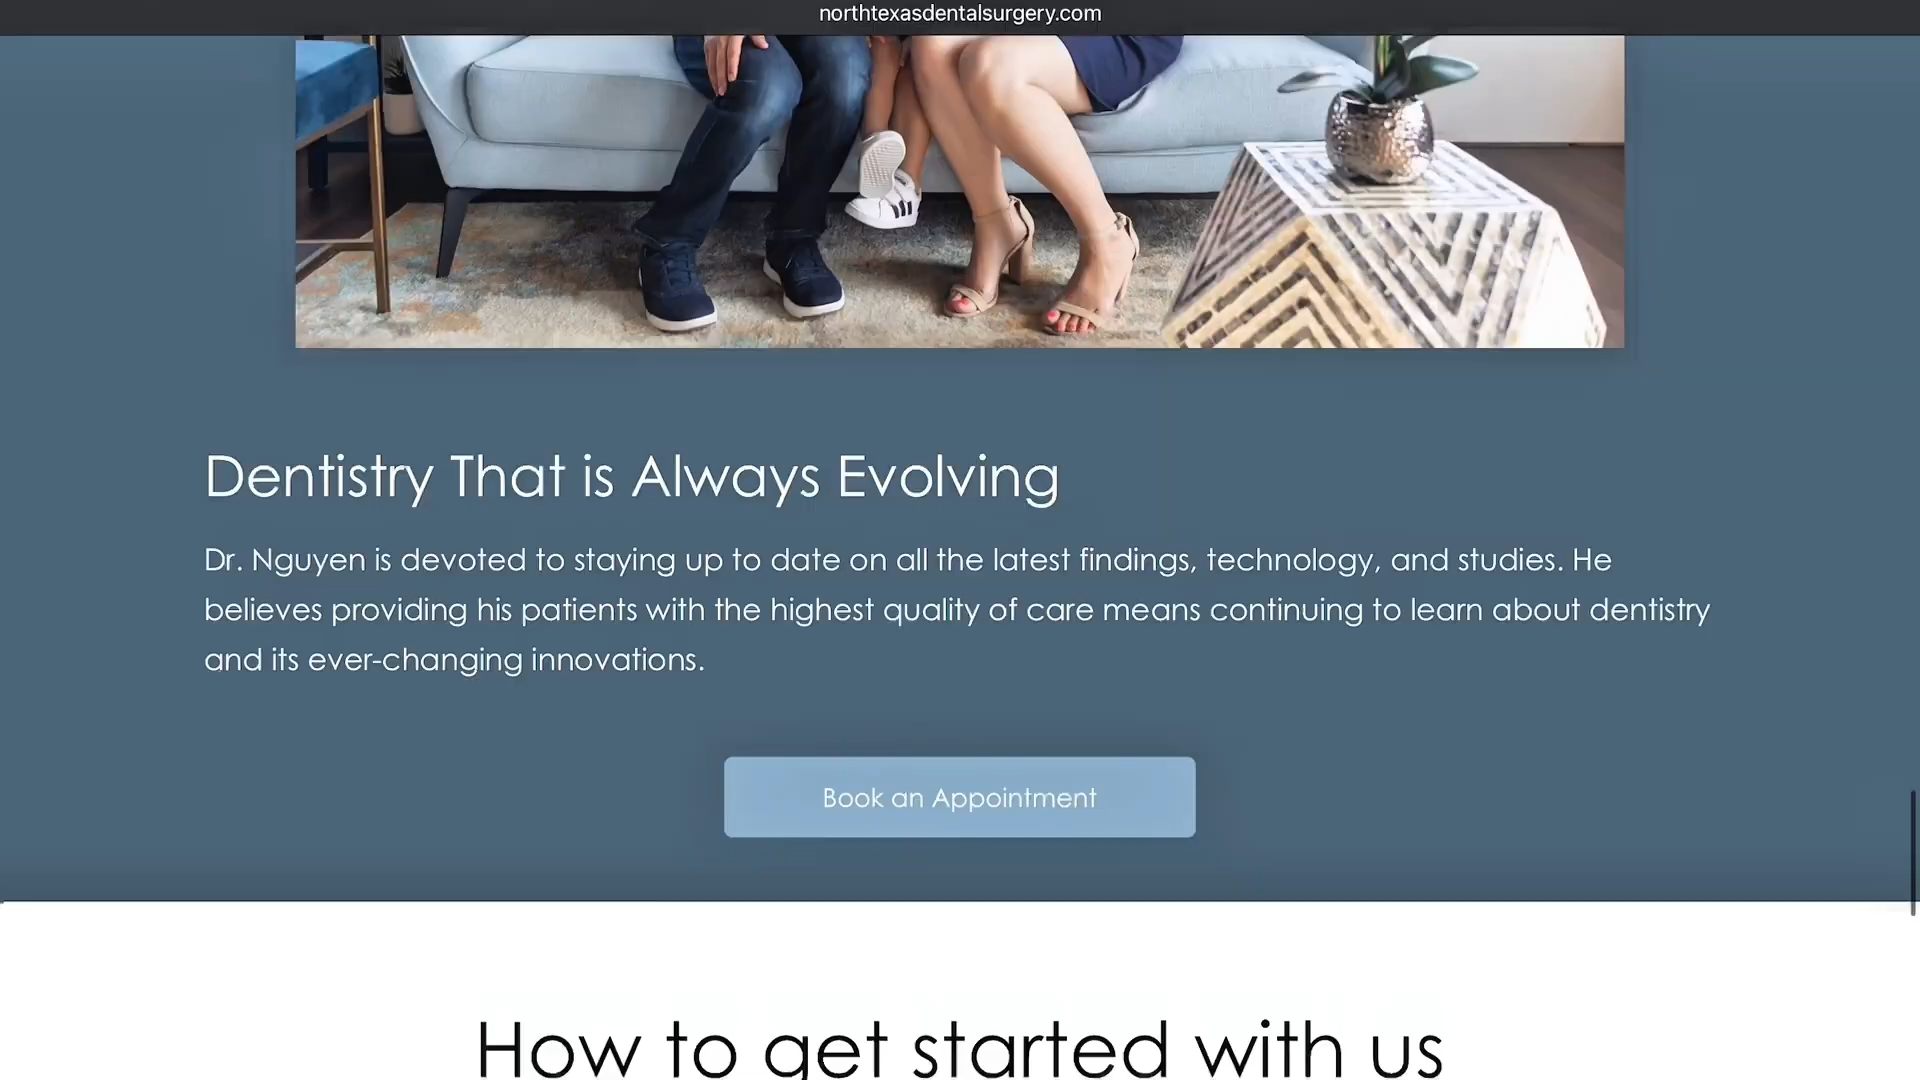 northtexasdentalsurgery.com
Dentistry That is Always Evolving
Dr. Nguyen is devoted to staying up to date on all the latest findings, technology, and studies. He
believes providing his patients with the highest quality of care means continuing to learn about dentistry
and its ever-changing innovations.
Book an Appointment
How to get started with us